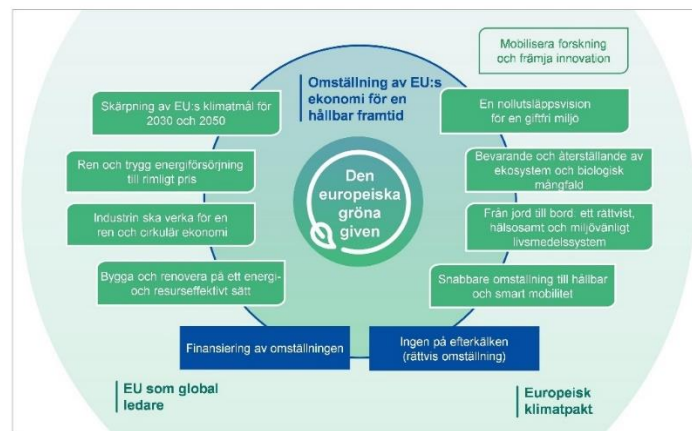 Mobilisera forskning
och främja innovation
Omställning av EU:s
ekonomi för en
hållbar framtid
Skärpning av EU:s klimatmål för
2030 och 2050
En nollutsläppsvision
för en giftfri miljö
Ren och trygg energiförsörjning
till rimligt pris
Bevarande och återställande av
ekosystem och biologisk
mångfald
Den
europeiska
gröna
given
Industrin ska verka för en
ren och cirkulär ekonomi
Från jord till bord. ett rättvist,
hälsosamt och miljövänligt
livsmedelssystem
Bygga och renovera på ett energi-
och resurseffektivt sätt
Snabbare omställning till hållbar
och smart mobilitet
Finansiering av omställningen
Ingen på efterkälken
(rättvis omställning)
EU som global
ledare
Europeisk
klimatpakt